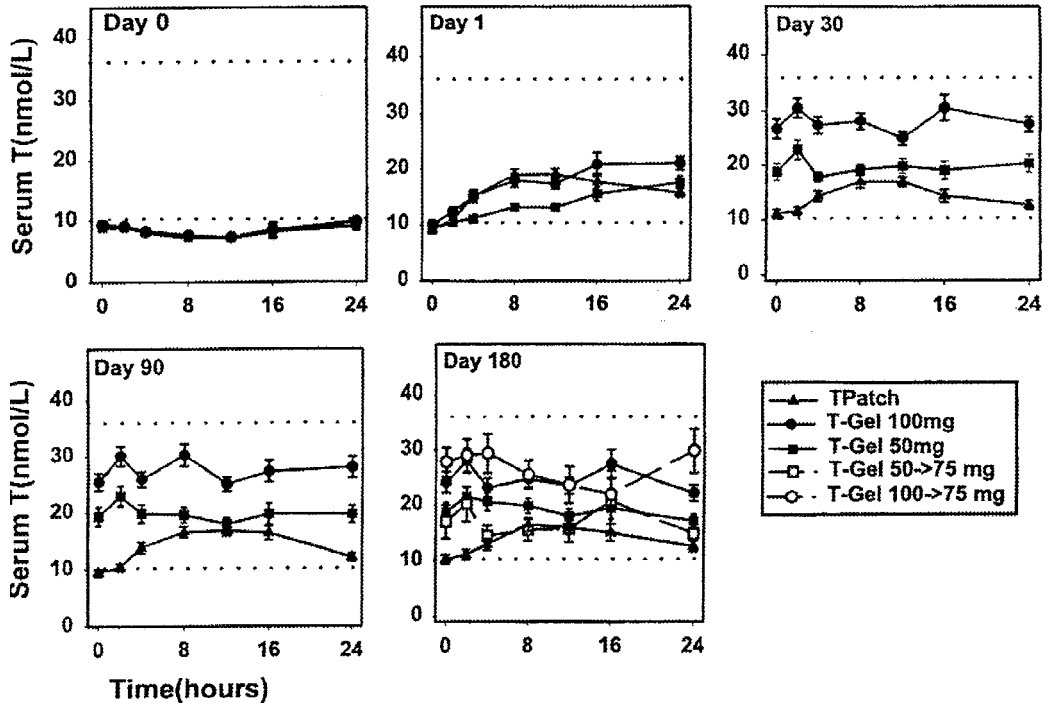 Day 0
Day 1
Day 30
Serum T(nmol/L)
40
30
20
10
0
40
30
20
10
0
40
30
20
10
0
0 8 16 24
0 8 16 24
0 8 16 24
Day 90
Day 180
Serum T(nmol/L)
40
30
20
10
0
40
30
20
10
0
0 8 16 24
0 8 16 24
Time(hours)
TPatch
T-Gel 100mg
T-Gel 50mg
T-Gel 50->75 mg
T-Gel 100->75 mg